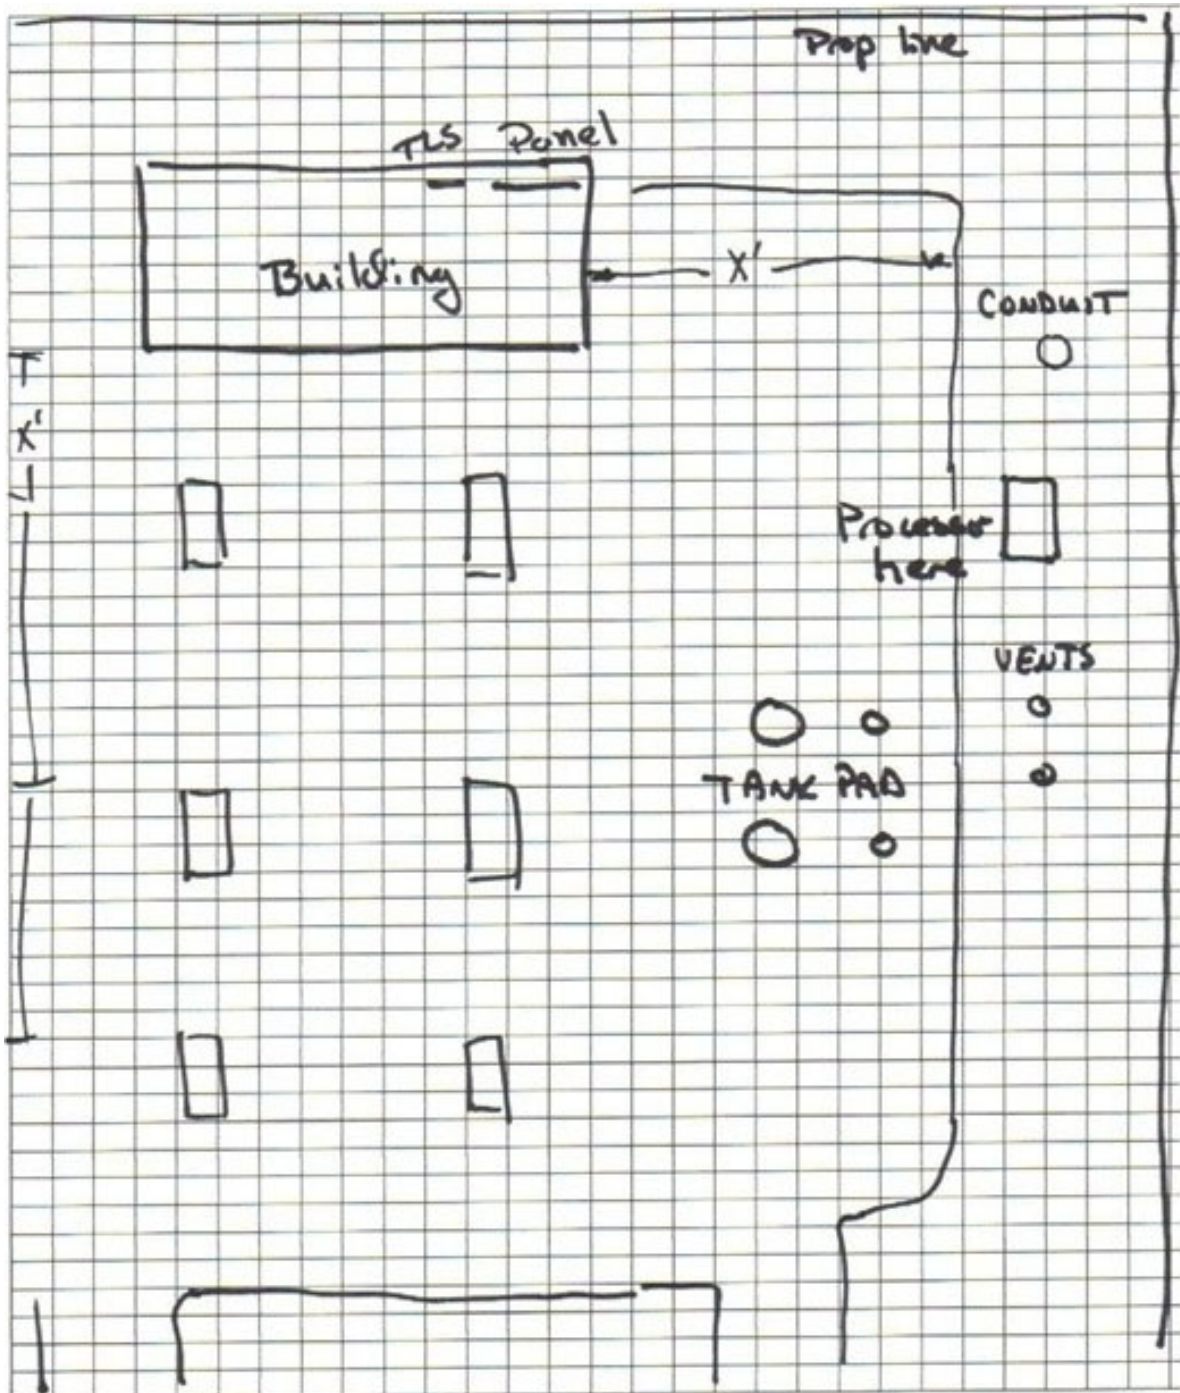 Prop line
TLS Panel
Building
X'
CONDUIT
X'
Processor
here
VENTS
TANK PAD